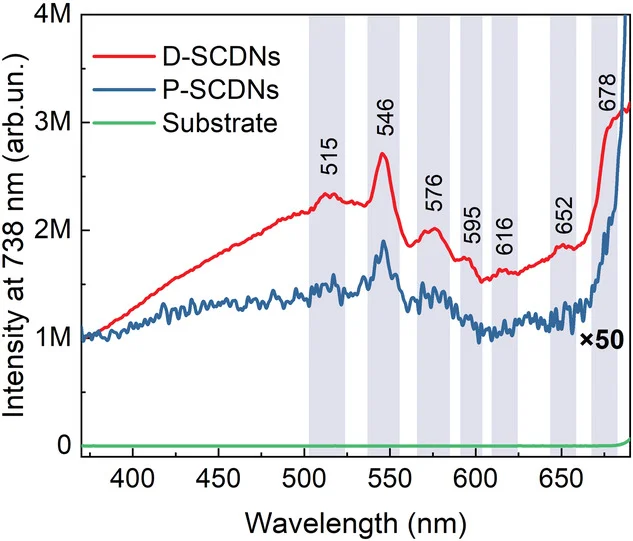 4M
3M
2M
1M
0
Intensity at 738 nm (arb.un.)
D-SCDNs
P-SCDNs
Substrate
515
546
576
595
616
652
678
×50
400 450 500 550 600 650
Wavelength (nm)